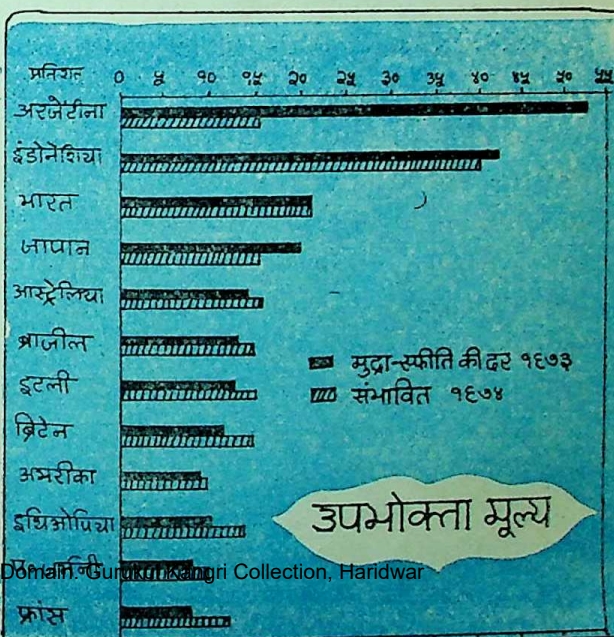 प्रतिशत ० ५ १० १५ २० २५ ३० ३५ ४० ४५ ५० ५५
अरजेंटीना
इंडोनेशिया
भारत
जापान
आस्ट्रेलिया
ब्राजील
इटली
मुद्रा-स्फीति की दर १९७३
संभावित १९७४
ब्रिटेन
अमरीका
इथिओपिया
उपभोक्ता मूल्य
Domain. Gurukul Kangri Collection, Haridwar
फ्रांस